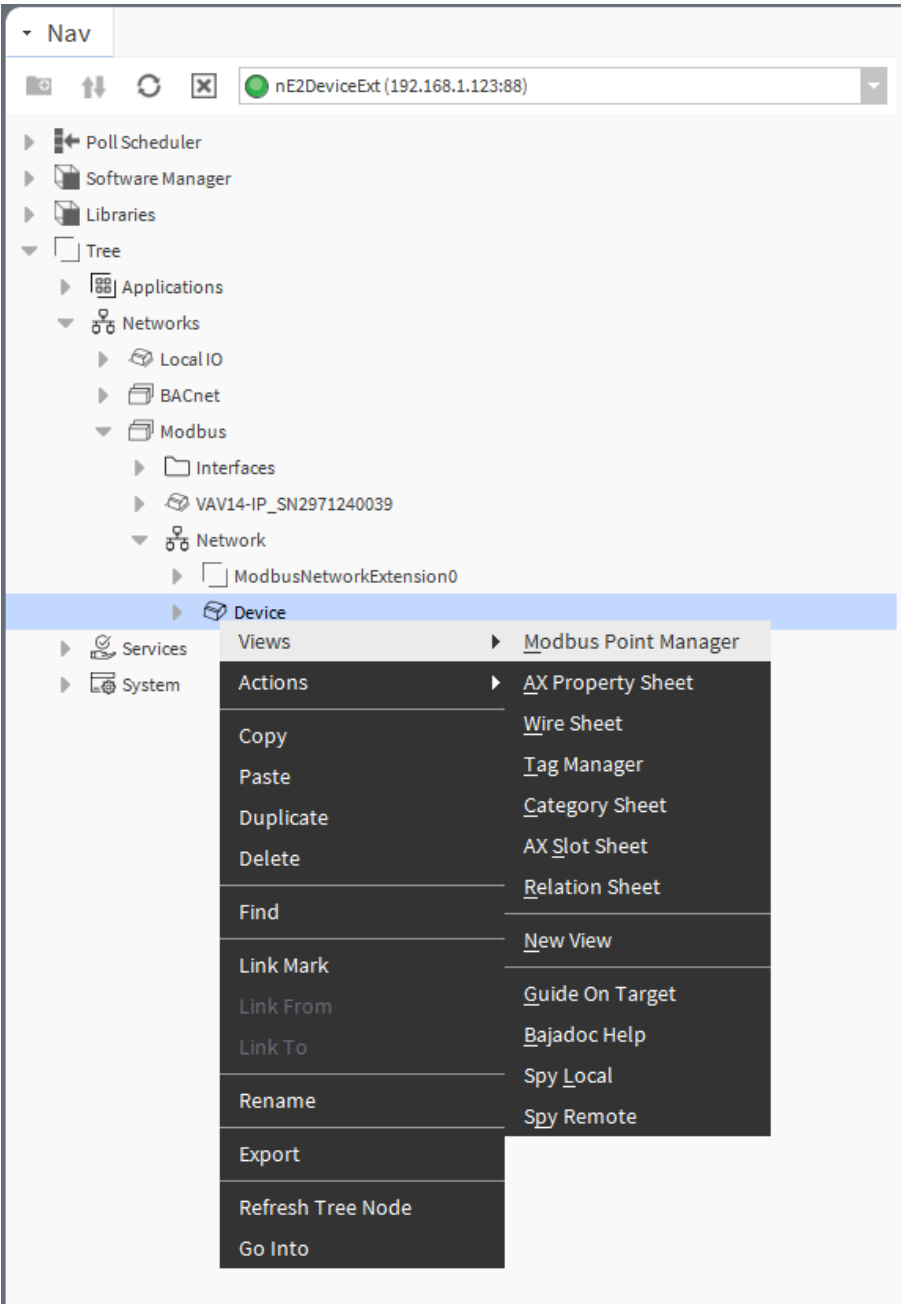 Nav
nE2DeviceExt (192.168.1.123:88)
Poll Scheduler
Software Manager
Libraries
Tree
Applications
Networks
Local IO
BACnet
Modbus
Interfaces
VAV14-IP_SN2971240039
Network
ModbusNetworkExtension0
Device
Services
System
Views
Actions
Copy
Paste
Duplicate
Delete
Find
Link Mark
Link From
Link To
Rename
Export
Refresh Tree Node
Go Into
Modbus Point Manager
AX Property Sheet
Wire Sheet
Tag Manager
Category Sheet
AX Slot Sheet
Relation Sheet
New View
Guide On Target
Bajadoc Help
Spy Local
Spy Remote